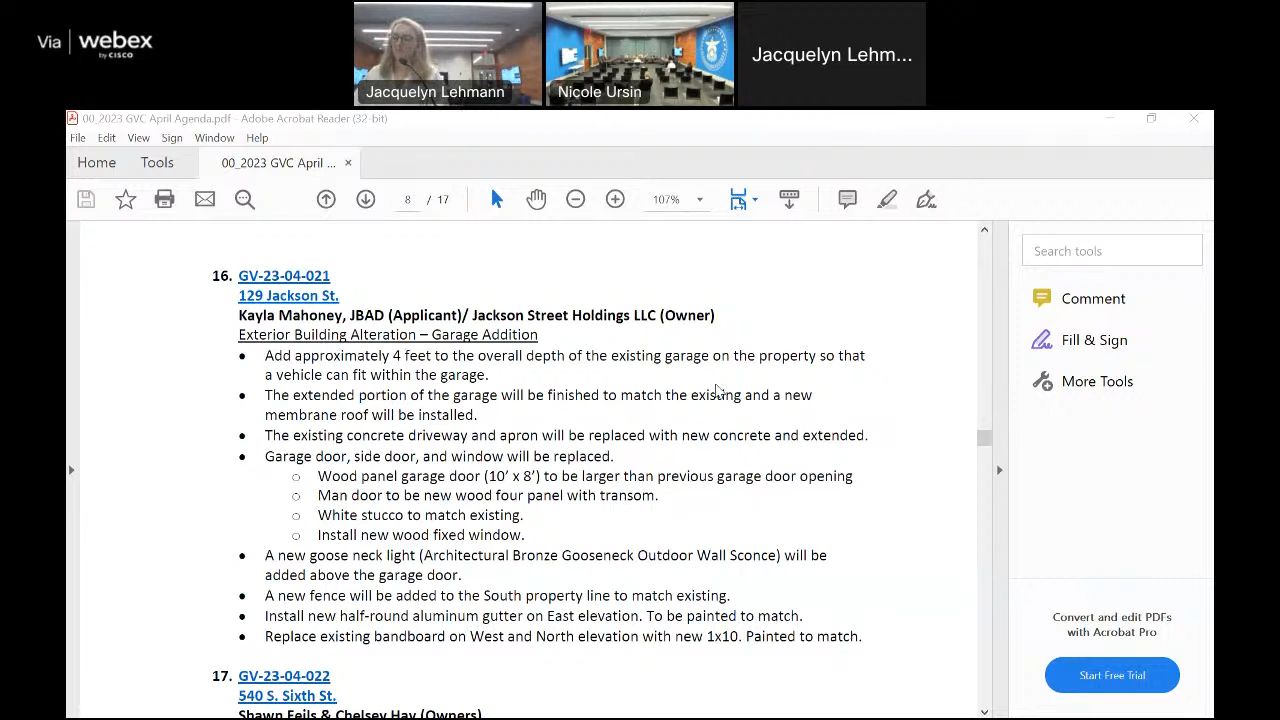 Via | webex
by CISCO
Jacquelyn Lehmann
Nicole Ursin
Jacquelyn Lehm...
00_2023 GVC April Agenda.pdf - Adobe Acrobat Reader (32-bit)
File Edit View Sign Window Help
Home Tools 00_2023 GVC April ... ×
8 / 17 107%
16. GV-23-04-021
129 Jackson St.
Kayla Mahoney, JBAD (Applicant)/ Jackson Street Holdings LLC (Owner)
Exterior Building Alteration – Garage Addition
• Add approximately 4 feet to the overall depth of the existing garage on the property so that
a vehicle can fit within the garage.
• The extended portion of the garage will be finished to match the existing and a new
membrane roof will be installed.
• The existing concrete driveway and apron will be replaced with new concrete and extended.
• Garage door, side door, and window will be replaced.
○ Wood panel garage door (10’ x 8’) to be larger than previous garage door opening
○ Man door to be new wood four panel with transom.
○ White stucco to match existing.
○ Install new wood fixed window.
• A new goose neck light (Architectural Bronze Gooseneck Outdoor Wall Sconce) will be
added above the garage door.
• A new fence will be added to the South property line to match existing.
• Install new half-round aluminum gutter on East elevation. To be painted to match.
• Replace existing bandboard on West and North elevation with new 1x10. Painted to match.
17. GV-23-04-022
540 S. Sixth St.
Shawn Feils & Chelsey Hay (Owners)
Search tools
Comment
Fill & Sign
More Tools
Convert and edit PDFs
with Acrobat Pro
Start Free Trial